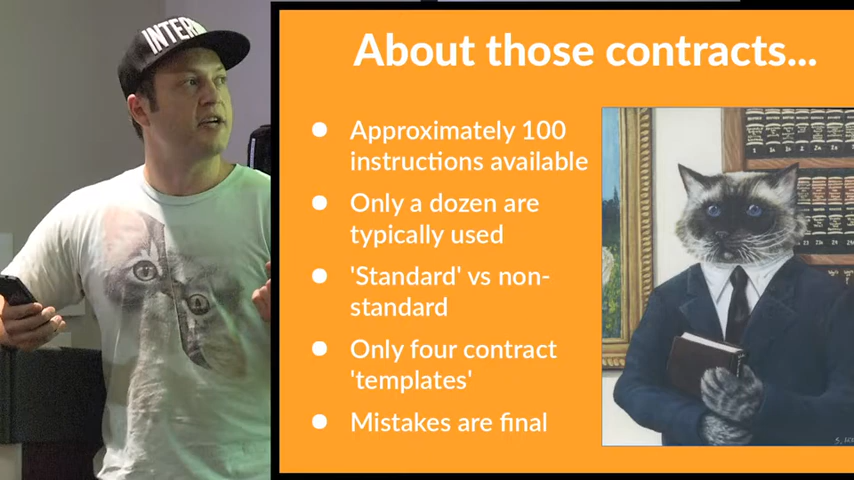 INTERN
About those contracts...
● Approximately 100
instructions available
● Only a dozen are
typically used
● 'Standard' vs non-
standard
● Only four contract
'templates'
● Mistakes are final